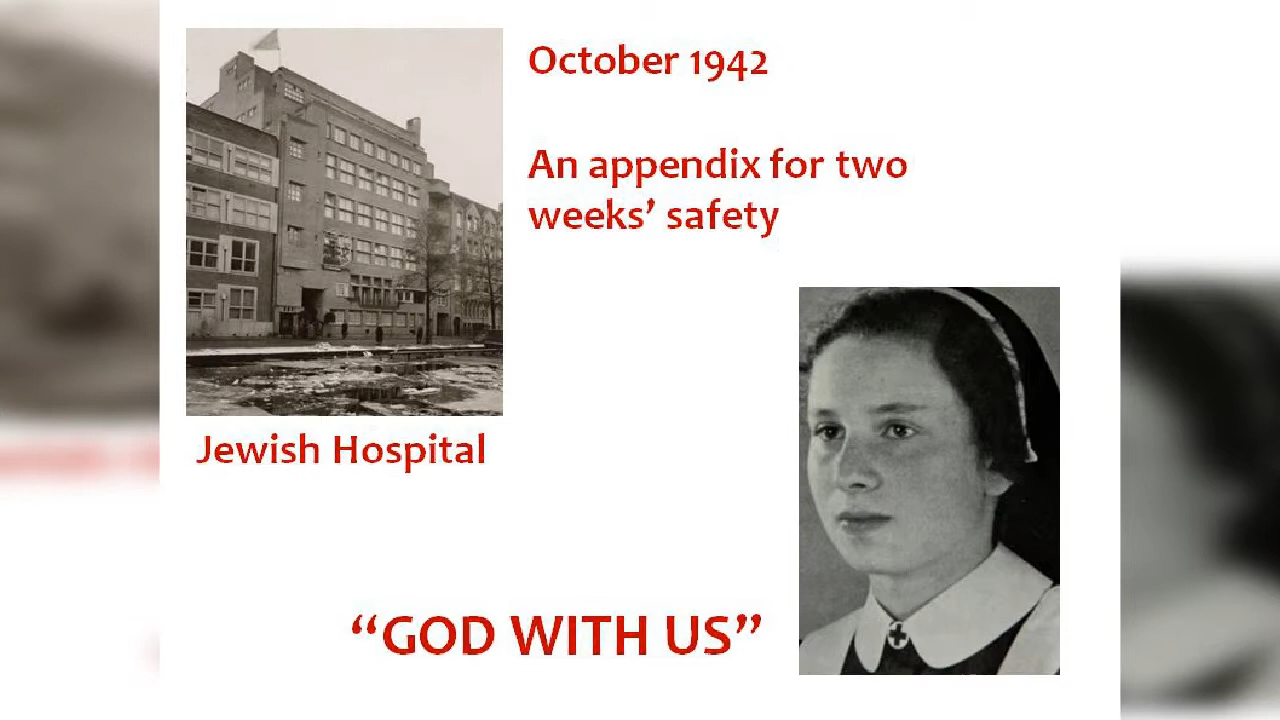 October 1942
An appendix for two
weeks’ safety
Jewish Hospital
“GOD WITH US”